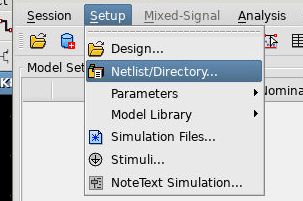 Session Setup Mixed-Signal Analysis
Design...
Model Set
Netlist/Directory...
Parameters
Nomina
Model Library
Simulation Files...
Stimuli...
NoteText Simulation...